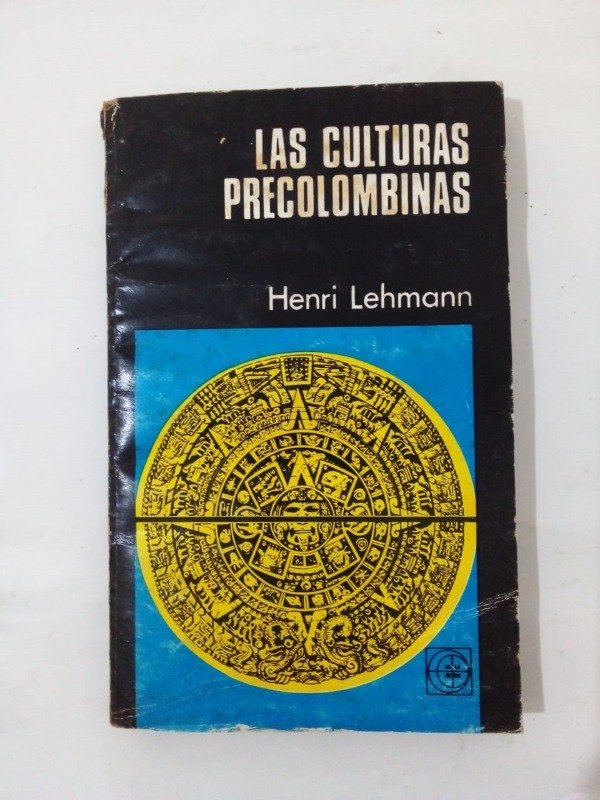 LAS CULTURAS
PRECOLOMBINAS
Henri Lehmann